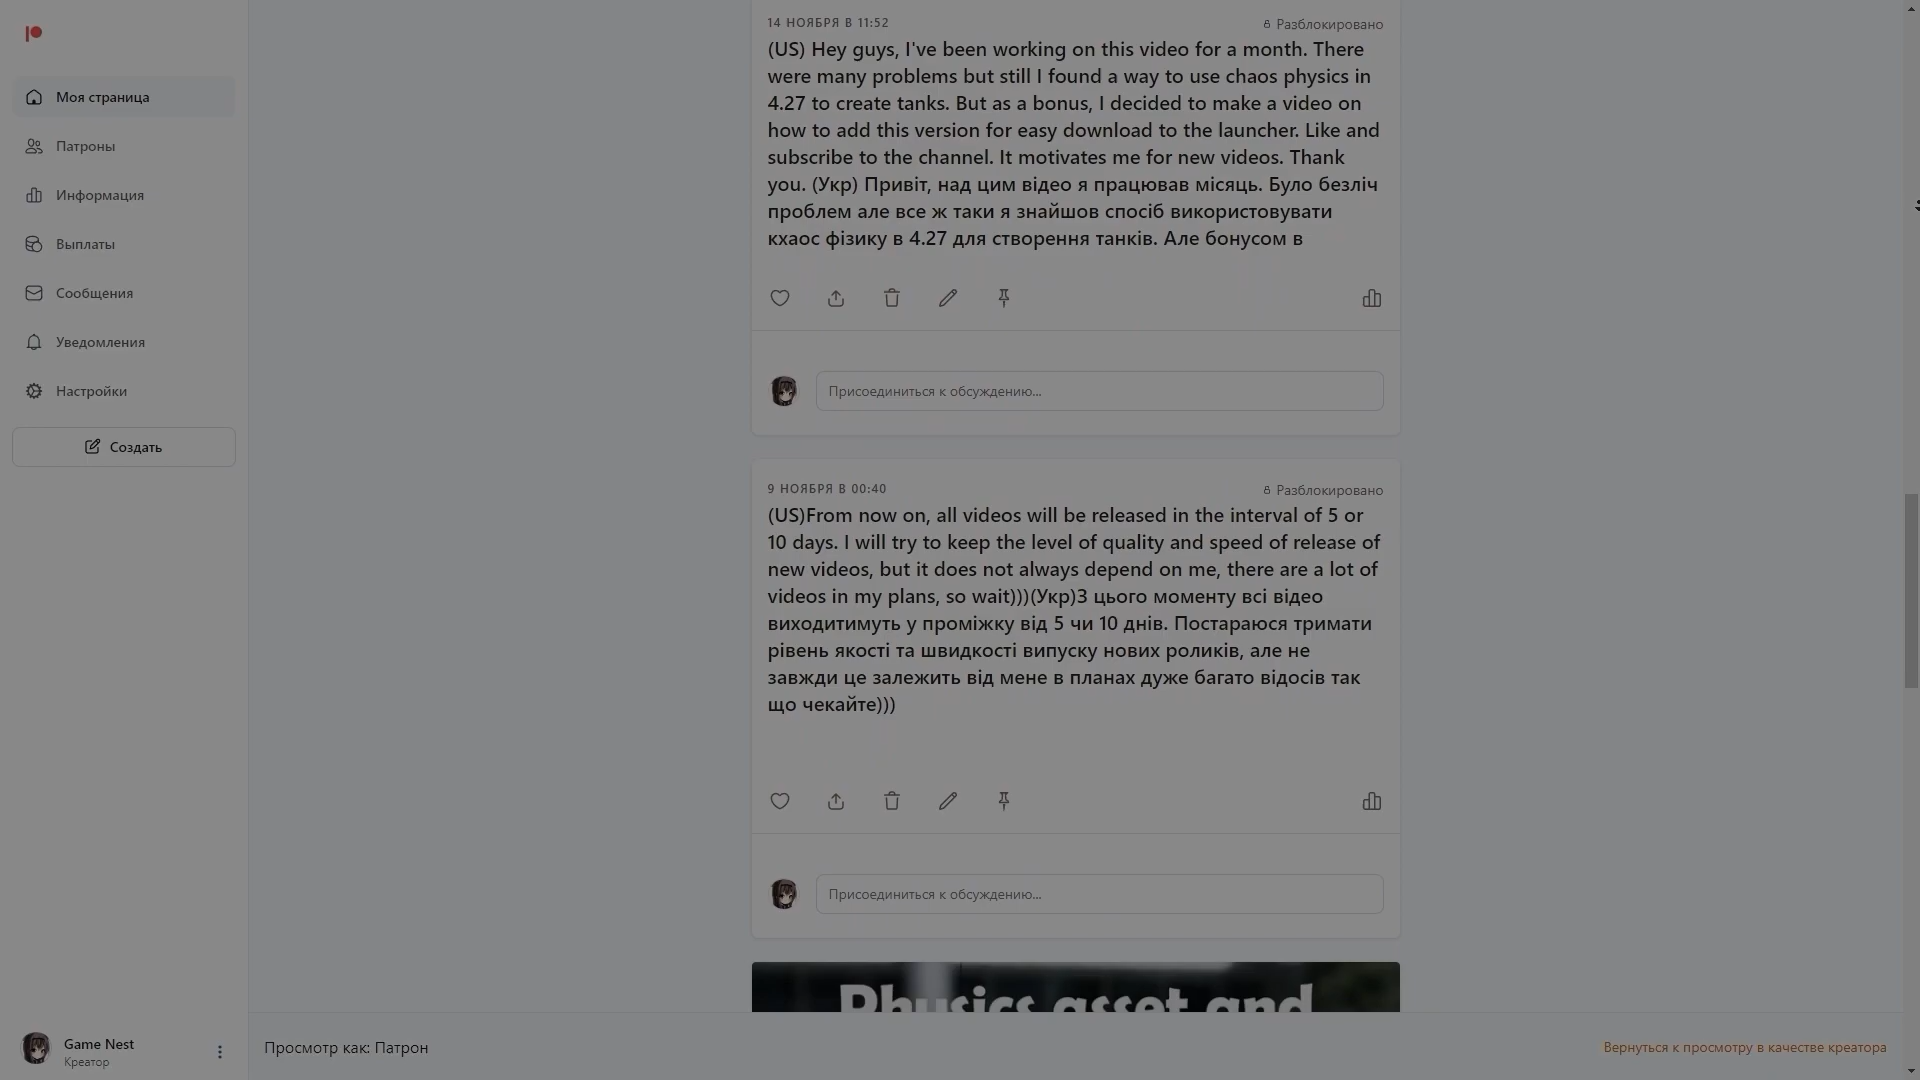 Моя страница
Патроны
Информация
Выплаты
Сообщения
Уведомления
Настройки
Создать
14 НОЯБРЯ В 11:52
Разблокировано
(US) Hey guys, I've been working on this video for a month. There
were many problems but still I found a way to use chaos physics in
4.27 to create tanks. But as a bonus, I decided to make a video on
how to add this version for easy download to the launcher. Like and
subscribe to the channel. It motivates me for new videos. Thank
you. (Укр) Привіт, над цим відео я працював місяць. Було безліч
проблем але все ж таки я знайшов спосіб використовувати
кхаос фізику в 4.27 для створення танків. Але бонусом в
Присоединиться к обсуждению...
9 НОЯБРЯ В 00:40
Разблокировано
(US)From now on, all videos will be released in the interval of 5 or
10 days. I will try to keep the level of quality and speed of release of
new videos, but it does not always depend on me, there are a lot of
videos in my plans, so wait)))(Укр)З цього моменту всі відео
виходитимуть у проміжку від 5 чи 10 днів. Постараюся тримати
рівень якості та швидкості випуску нових роликів, але не
завжди це залежить від мене в планах дуже багато відосів так
що чекайте)))
Присоединиться к обсуждению...
Physics asset and
Game Nest
Креатор
Просмотр как: Патрон
Вернуться к просмотру в качестве креатора